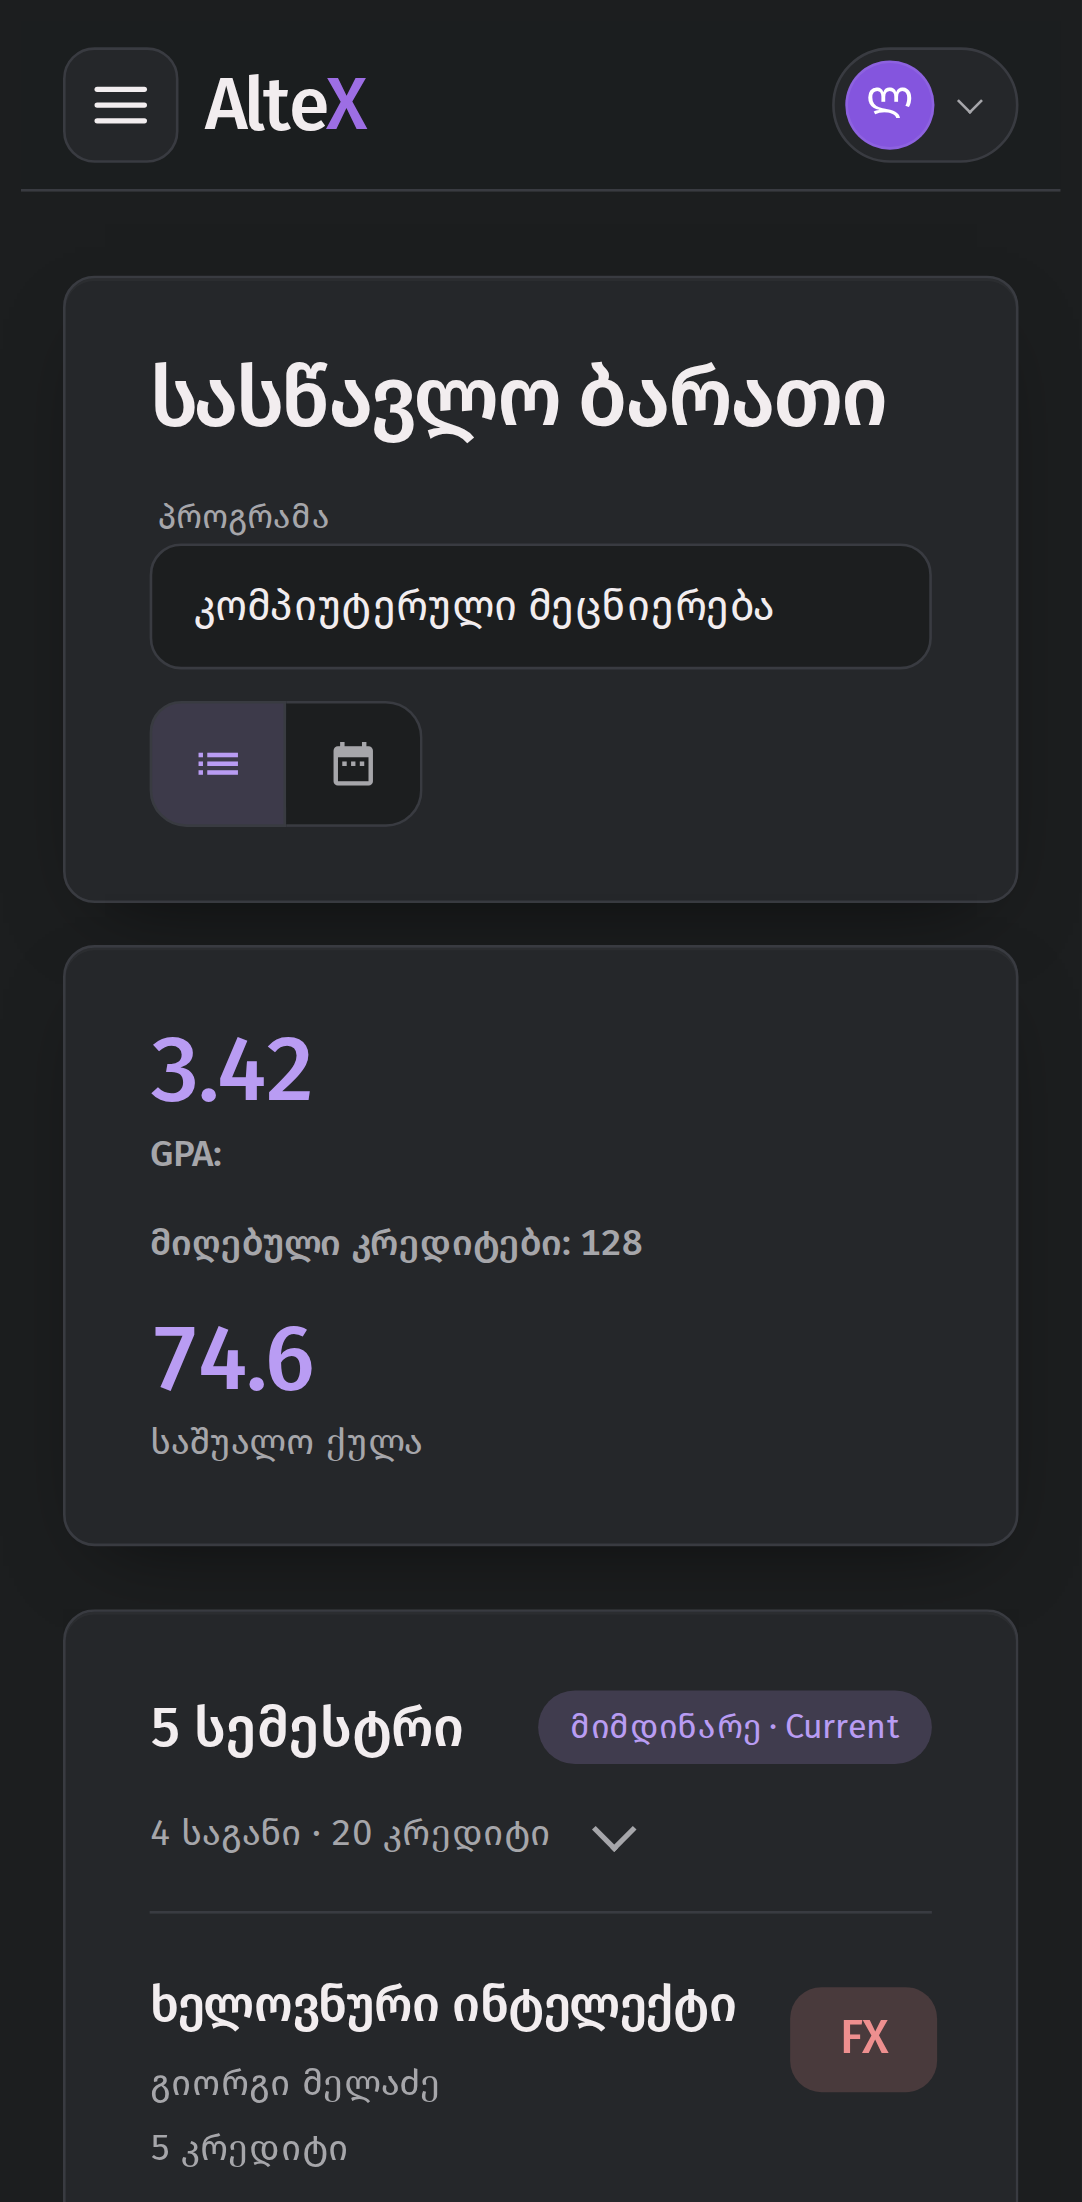 AlteX
ლ
სასწავლო ბარათი
პროგრამა
კომპიუტერული მეცნიერება
3.42
GPA:
მიღებული კრედიტები: 128
74.6
საშუალო ქულა
5 სემესტრი
მიმდინარე · Current
4 საგანი · 20 კრედიტი
ხელოვნური ინტელექტი
FX
გიორგი მელაძე
5 კრედიტი